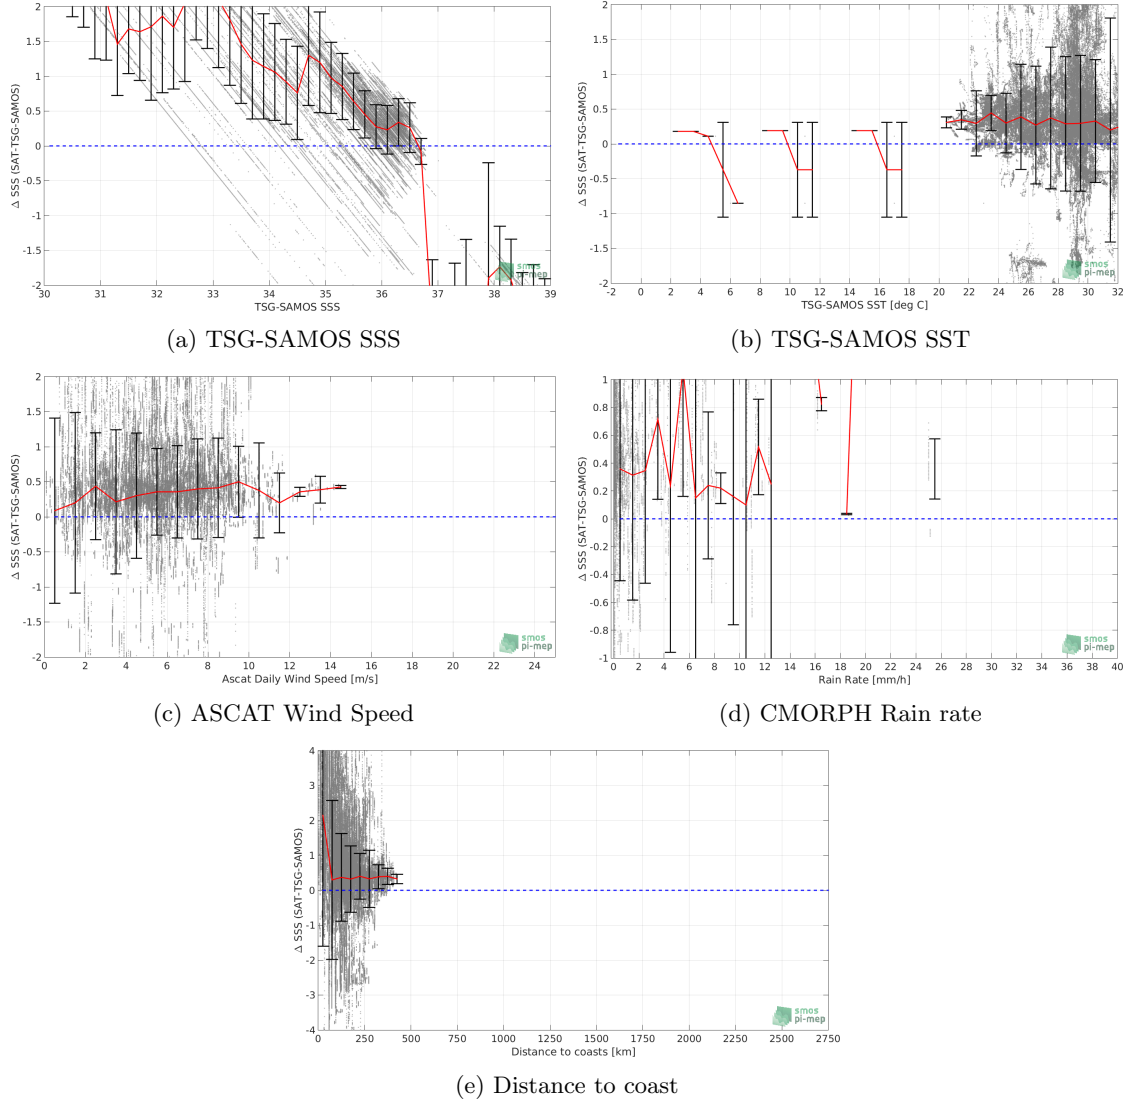 2
1.5
1
0.5
0
-0.5
-1
-1.5
-2
Δ SSS (SAT-TSG-SAMOS)
30 31 32 33 34 35 36 37 38 39
TSG-SAMOS SSS
smos
pi-mep
(a) TSG-SAMOS SSS
2
1.5
1
0.5
0
-0.5
-1
-1.5
-2
Δ SSS (SAT-TSG-SAMOS)
-2 0 2 4 6 8 10 12 14 16 18 20 22 24 26 28 30 32
TSG-SAMOS SST [deg C]
smos
pi-mep
(b) TSG-SAMOS SST
2
1.5
1
0.5
0
-0.5
-1
-1.5
-2
Δ SSS (SAT-TSG-SAMOS)
0 2 4 6 8 10 12 14 16 18 20 22 24
Ascat Daily Wind Speed [m/s]
smos
pi-mep
(c) ASCAT Wind Speed
1
0.8
0.6
0.4
0.2
0
-0.2
-0.4
-0.6
-0.8
-1
Δ SSS (SAT-TSG-SAMOS)
0 2 4 6 8 10 12 14 16 18 20 22 24 26 28 30 32 34 36 38 40
Rain Rate [mm/h]
smos
pi-mep
(d) CMORPH Rain rate
4
3
2
1
0
-1
-2
-3
-4
Δ SSS (SAT-TSG-SAMOS)
0 250 500 750 1000 1250 1500 1750 2000 2250 2500 2750
Distance to coasts [km]
smos
pi-mep
(e) Distance to coast